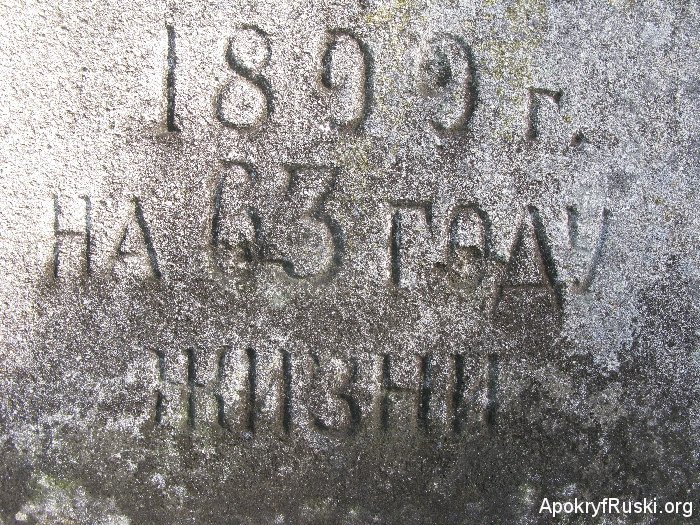 1899 г.
НА 63 ГОДУ
ЖИЗНИ
ApokryfRuski.org